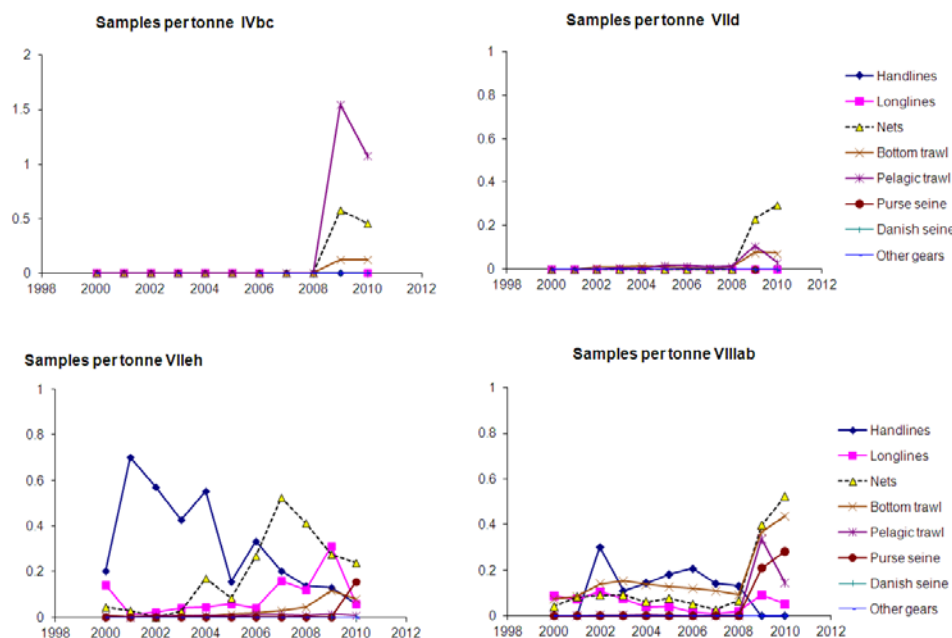 Samples per tonne IVbc
2
1.5
1
0.5
0
1998 2000 2002 2004 2006 2008 2010 2012
Samples per tonne VIId
1
0.8
0.6
0.4
0.2
0
1998 2000 2002 2004 2006 2008 2010 2012
Handlines
Longlines
Nets
Bottom trawl
Pelagic trawl
Purse seine
Danish seine
Other gears
Samples per tonne VIIeh
1
0.8
0.6
0.4
0.2
0
1998 2000 2002 2004 2006 2008 2010 2012
Samples per tonne VIIIab
1
0.8
0.6
0.4
0.2
0
1998 2000 2002 2004 2006 2008 2010 2012
Handlines
Longlines
Nets
Bottom trawl
Pelagic trawl
Purse seine
Danish seine
Other gears